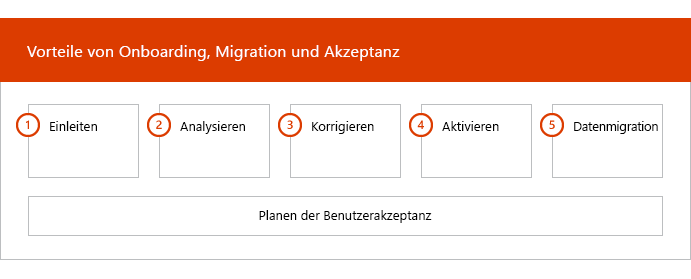 Vorteile von Onboarding, Migration und Akzeptanz
1 Einleiten
2 Analysieren
3 Korrigieren
4 Aktivieren
5 Datenmigration
Planen der Benutzerakzeptanz